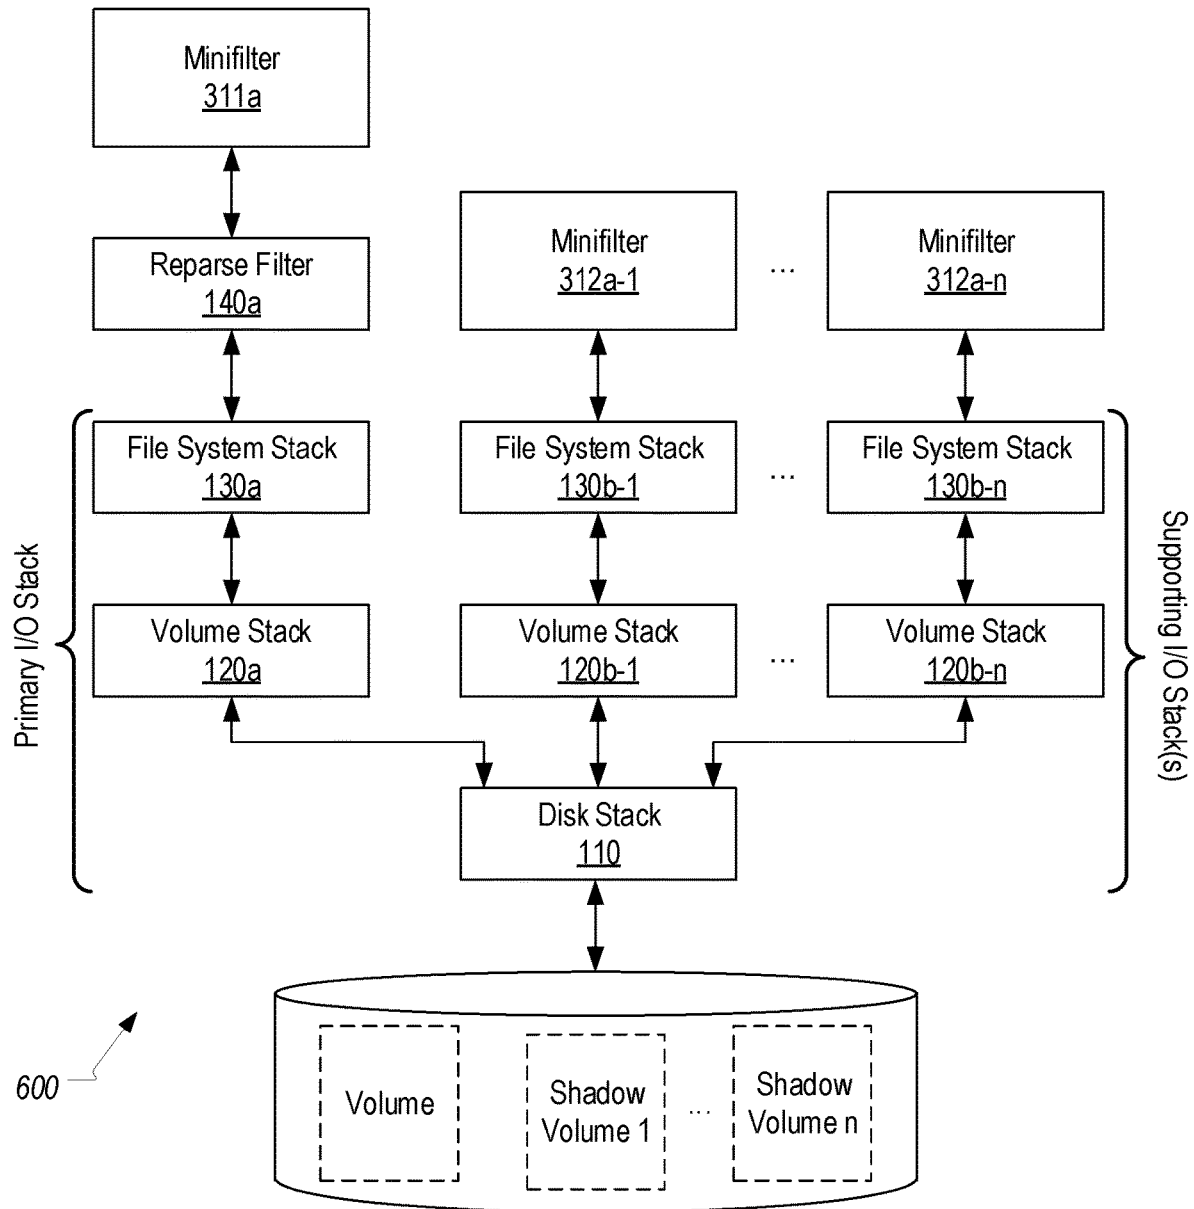 Minifilter
311a
Reparse Filter
140a
Minifilter
312a-1
...
Minifilter
312a-n
File System Stack
130a
File System Stack
130b-1
...
File System Stack
130b-n
Primary I/O Stack
Supporting I/O Stack(s)
Volume Stack
120a
Volume Stack
120b-1
...
Volume Stack
120b-n
Disk Stack
110
600
Volume
Shadow
Volume 1
...
Shadow
Volume n